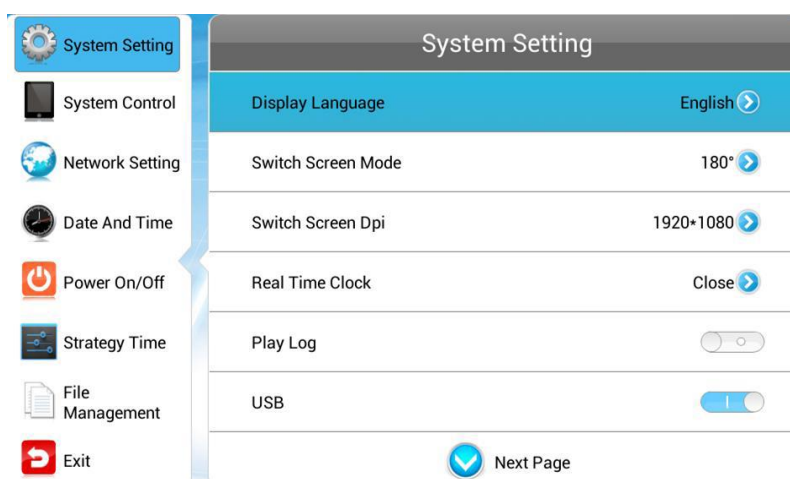 System Setting
System Control
Network Setting
Date And Time
Power On/Off
Strategy Time
File
Management
Exit
System Setting
Display Language English
Switch Screen Mode 180°
Switch Screen Dpi 1920*1080
Real Time Clock Close
Play Log
USB
Next Page